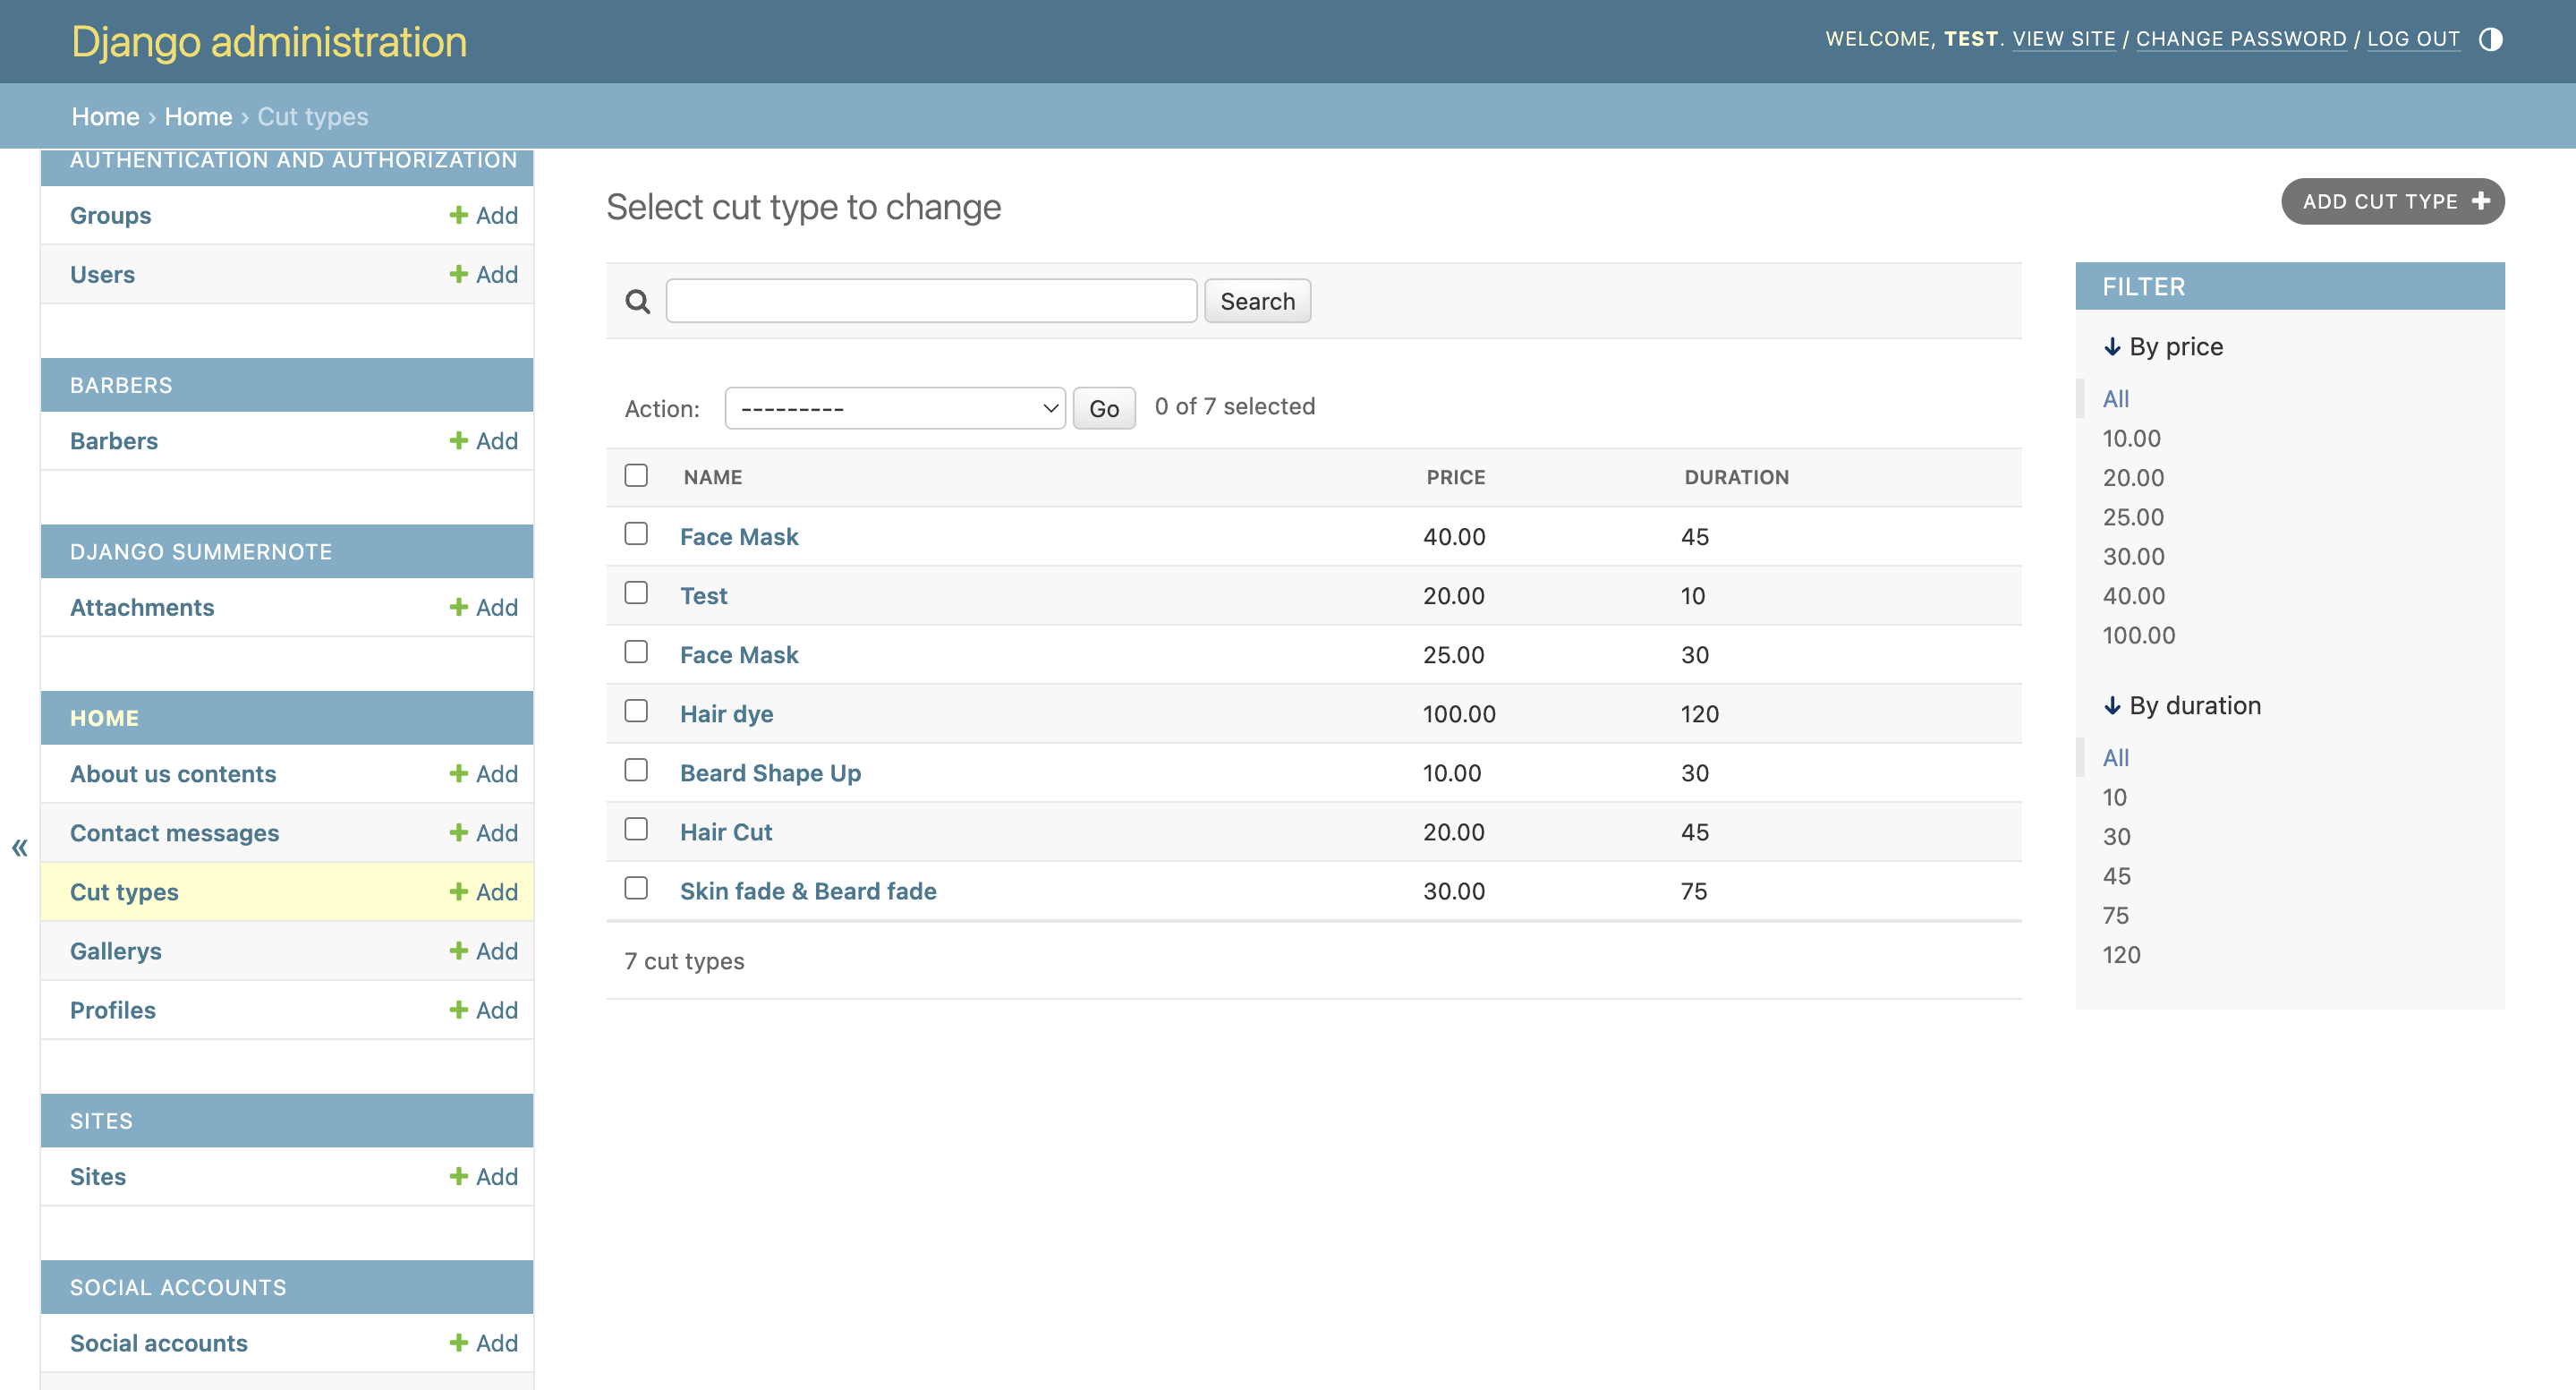 Django administration
WELCOME, TEST. VIEW SITE / CHANGE PASSWORD / LOG OUT
Home › Home › Cut types
AUTHENTICATION AND AUTHORIZATION
Groups Add
Users Add
BARBERS
Barbers Add
DJANGO SUMMERNOTE
Attachments Add
HOME
About us contents Add
Contact messages Add
«
Cut types Add
Gallerys Add
Profiles Add
SITES
Sites Add
SOCIAL ACCOUNTS
Social accounts Add
Select cut type to change
ADD CUT TYPE
Search
Action: --------- Go 0 of 7 selected
NAME PRICE DURATION
Face Mask 40.00 45
Test 20.00 10
Face Mask 25.00 30
Hair dye 100.00 120
Beard Shape Up 10.00 30
Hair Cut 20.00 45
Skin fade & Beard fade 30.00 75
7 cut types
FILTER
↓ By price
All
10.00
20.00
25.00
30.00
40.00
100.00
↓ By duration
All
10
30
45
75
120